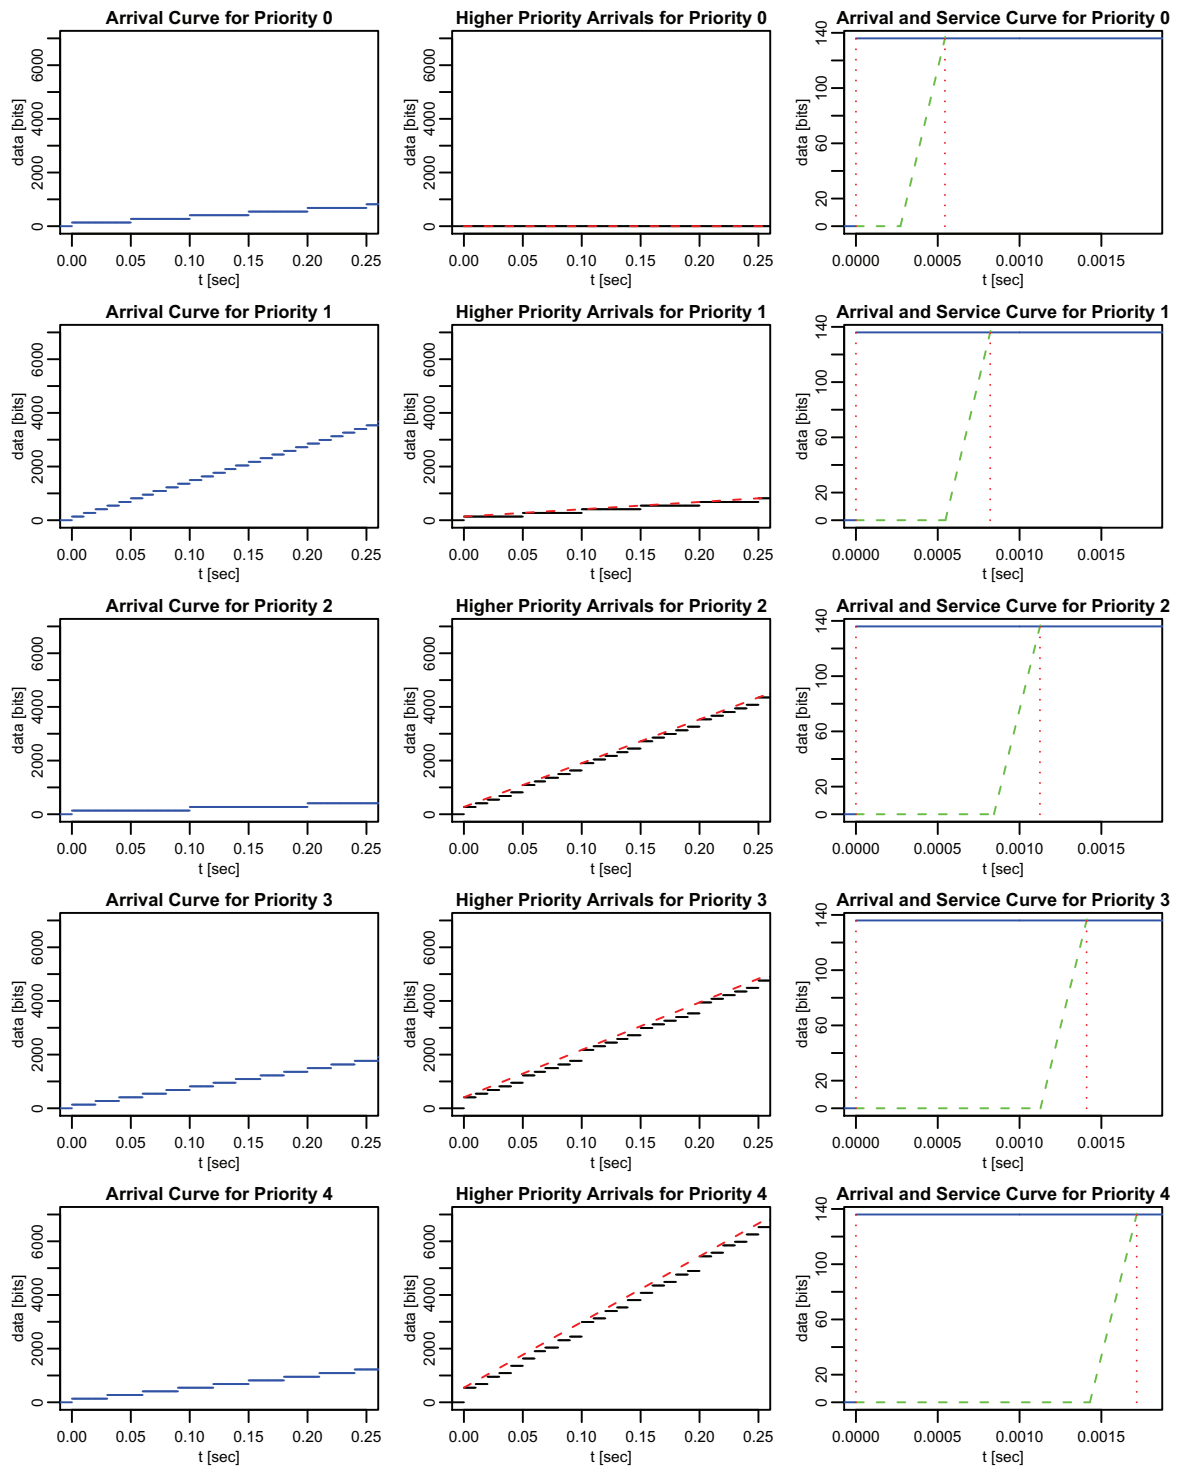 Arrival Curve for Priority 0
data [bits]
0 2000 4000 6000
0.00 0.05 0.10 0.15 0.20 0.25
t [sec]
Higher Priority Arrivals for Priority 0
data [bits]
0 2000 4000 6000
0.00 0.05 0.10 0.15 0.20 0.25
t [sec]
Arrival and Service Curve for Priority 0
data [bits]
0 20 60 100 140
0.0000 0.0005 0.0010 0.0015
t [sec]
Arrival Curve for Priority 1
data [bits]
0 2000 4000 6000
0.00 0.05 0.10 0.15 0.20 0.25
t [sec]
Higher Priority Arrivals for Priority 1
data [bits]
0 2000 4000 6000
0.00 0.05 0.10 0.15 0.20 0.25
t [sec]
Arrival and Service Curve for Priority 1
data [bits]
0 20 60 100 140
0.0000 0.0005 0.0010 0.0015
t [sec]
Arrival Curve for Priority 2
data [bits]
0 2000 4000 6000
0.00 0.05 0.10 0.15 0.20 0.25
t [sec]
Higher Priority Arrivals for Priority 2
data [bits]
0 2000 4000 6000
0.00 0.05 0.10 0.15 0.20 0.25
t [sec]
Arrival and Service Curve for Priority 2
data [bits]
0 20 60 100 140
0.0000 0.0005 0.0010 0.0015
t [sec]
Arrival Curve for Priority 3
data [bits]
0 2000 4000 6000
0.00 0.05 0.10 0.15 0.20 0.25
t [sec]
Higher Priority Arrivals for Priority 3
data [bits]
0 2000 4000 6000
0.00 0.05 0.10 0.15 0.20 0.25
t [sec]
Arrival and Service Curve for Priority 3
data [bits]
0 20 60 100 140
0.0000 0.0005 0.0010 0.0015
t [sec]
Arrival Curve for Priority 4
data [bits]
0 2000 4000 6000
0.00 0.05 0.10 0.15 0.20 0.25
t [sec]
Higher Priority Arrivals for Priority 4
data [bits]
0 2000 4000 6000
0.00 0.05 0.10 0.15 0.20 0.25
t [sec]
Arrival and Service Curve for Priority 4
data [bits]
0 20 60 100 140
0.0000 0.0005 0.0010 0.0015
t [sec]